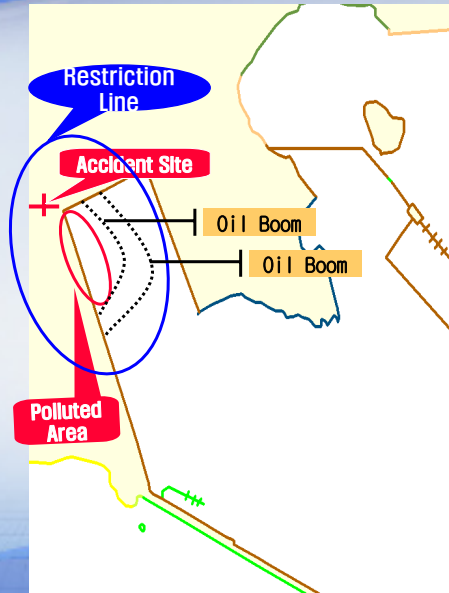 Restriction
Line
Accident Site
Oil Boom
Oil Boom
Polluted
Area